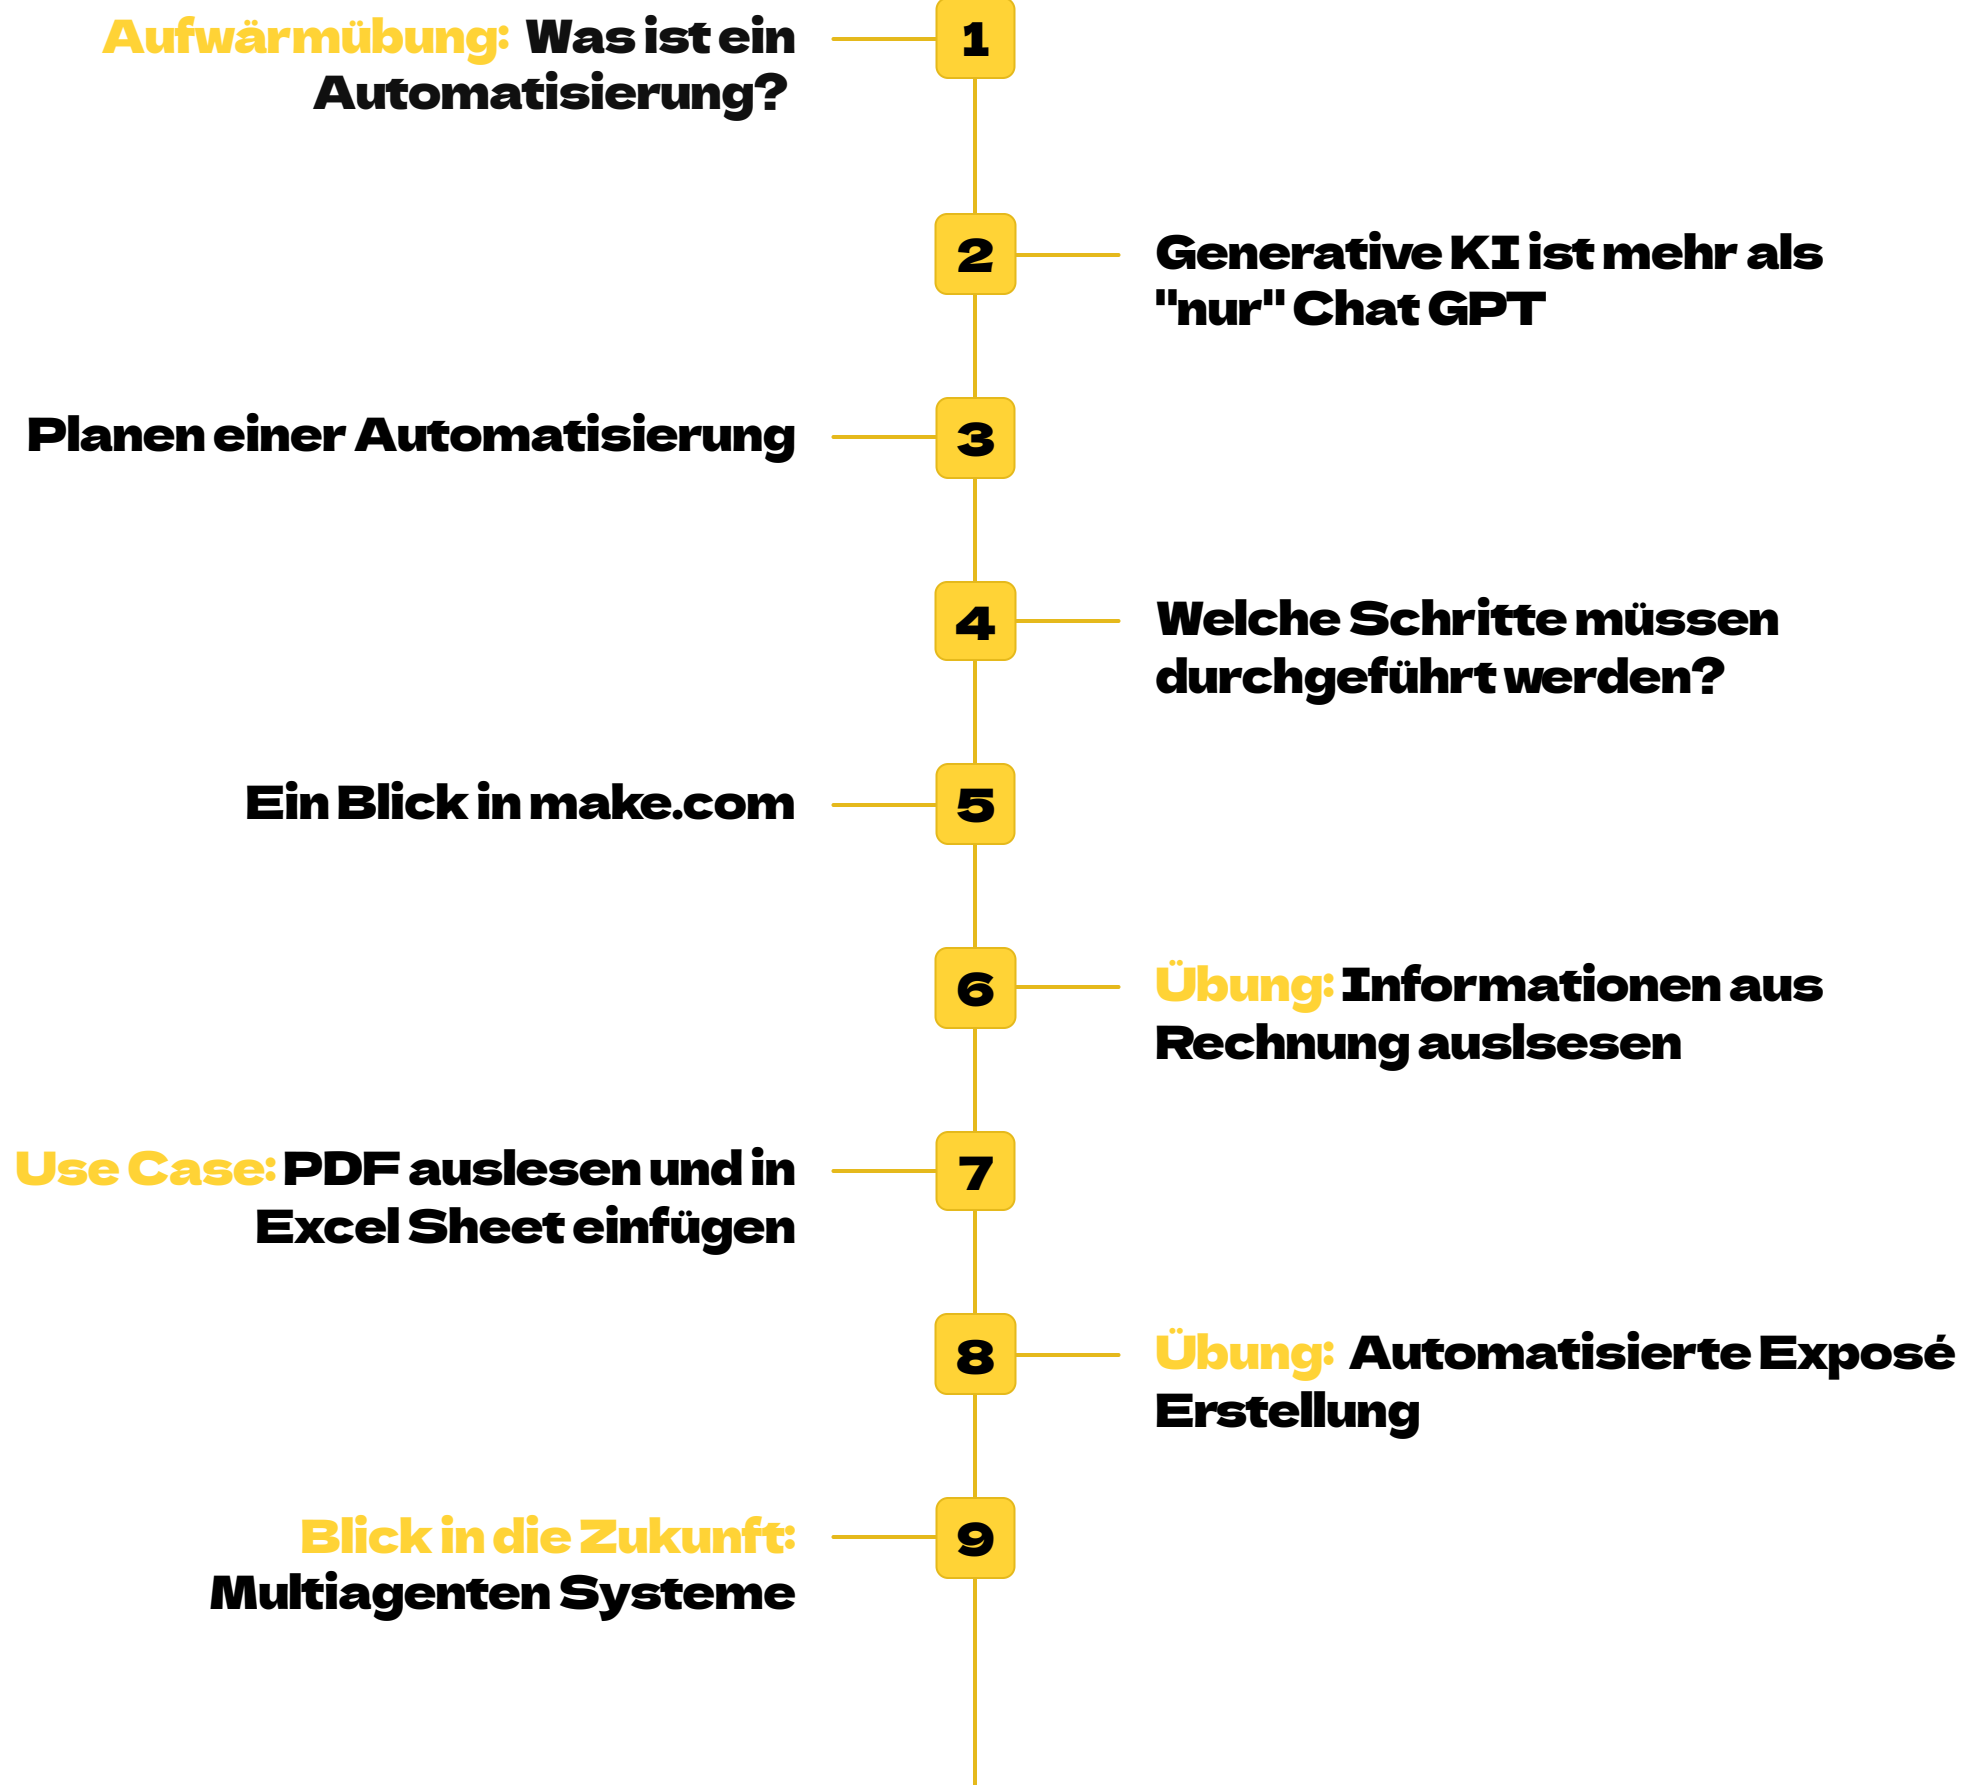 Aufwärmübung: Was ist ein
Automatisierung?
1
2
Generative KI ist mehr als
"nur" Chat GPT
Planen einer Automatisierung
3
4
Welche Schritte müssen
durchgeführt werden?
Ein Blick in make.com
5
6
Übung: Informationen aus
Rechnung auslsesen
Use Case: PDF auslesen und in
Excel Sheet einfügen
7
8
Übung: Automatisierte Exposé
Erstellung
Blick in die Zukunft:
Multiagenten Systeme
9